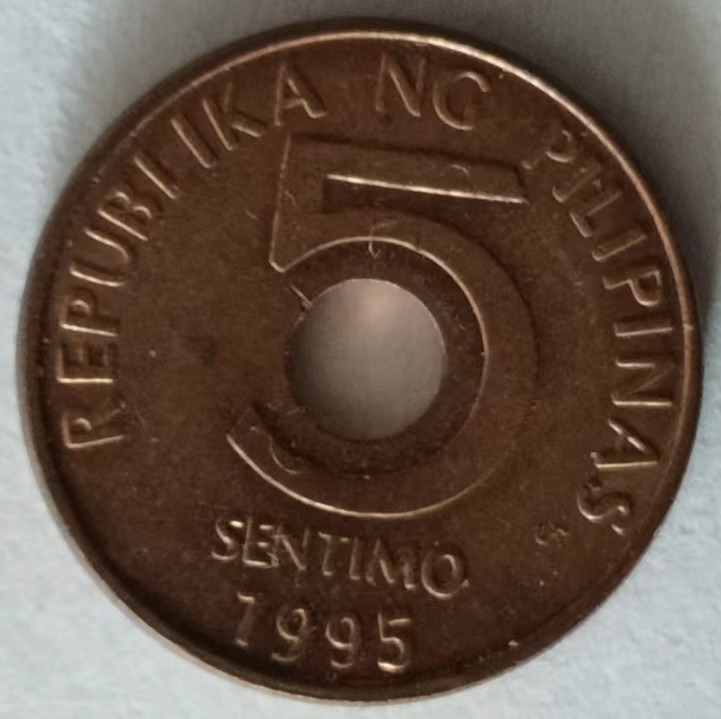 REPUBLIKA NG PILIPINAS
5
SENTIMO
1995